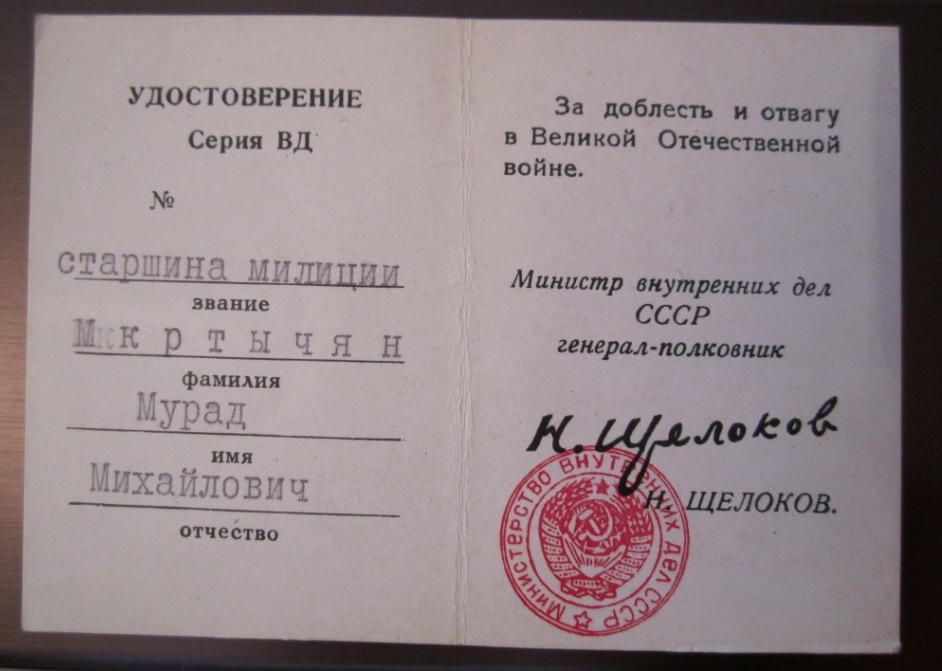 УДОСТОВЕРЕНИЕ
Серия ВД
№
старшина милиции
звание
Мкртычян
фамилия
Мурад
имя
Михайлович
отчество
За доблесть и отвагу
в Великой Отечественной
войне.
Министр внутренних дел
СССР
генерал-полковник
Н. Щелоков
Н. ЩЕЛОКОВ.
МИНИСТЕРСТВО ВНУТРЕННИХ ДЕЛ СССР